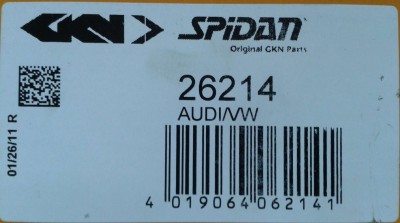 GKN SPIDAN
Original GKN Parts
26214
AUDI/VW
01/26/11 R
4 019064 062141